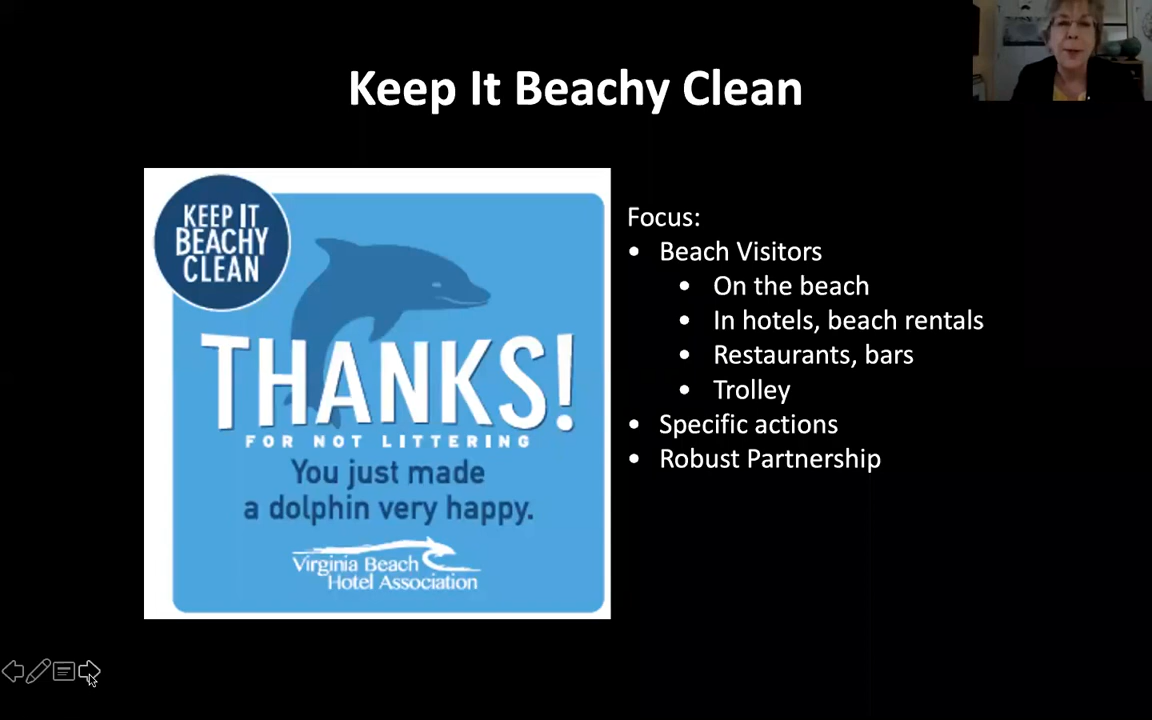 Keep It Beachy Clean
KEEP IT
BEACHY
CLEAN
THANKS!
FOR NOT LITTERING
You just made
a dolphin very happy.
Virginia Beach
Hotel Association
Focus:
• Beach Visitors
• On the beach
• In hotels, beach rentals
• Restaurants, bars
• Trolley
• Specific actions
• Robust Partnership